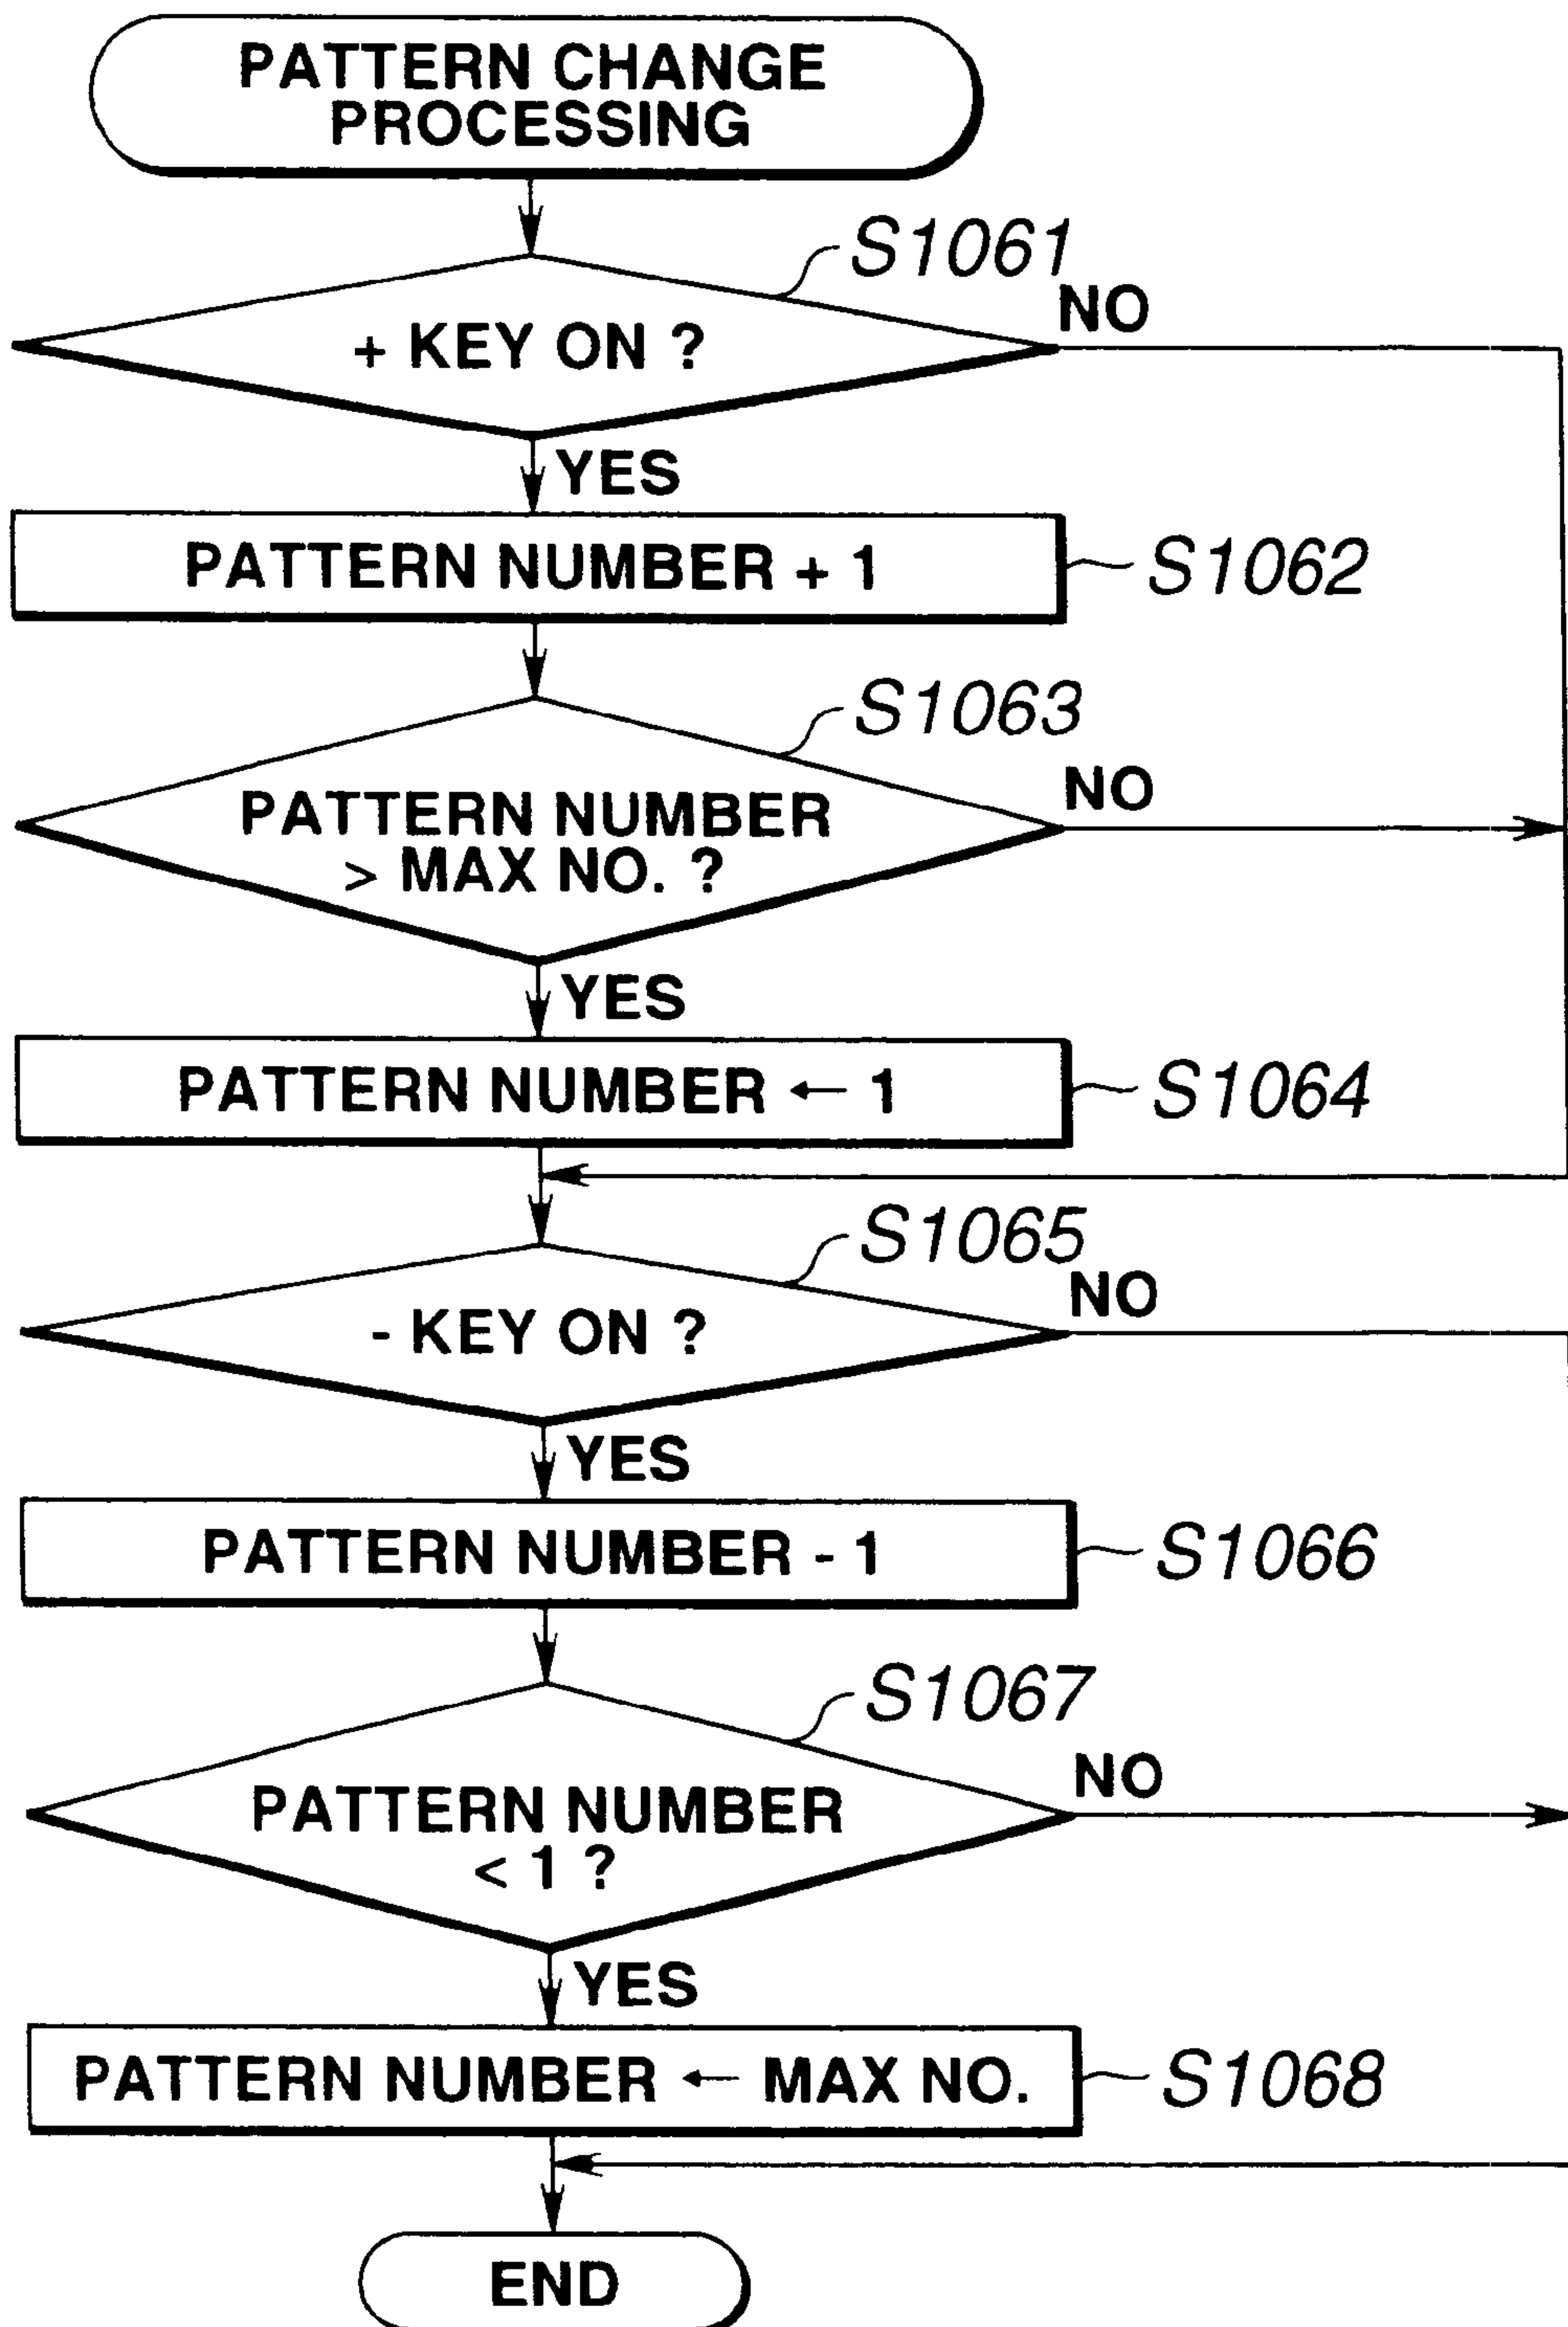 PATTERN CHANGE
PROCESSING
S1061
+ KEY ON ?
NO
YES
PATTERN NUMBER + 1
S1062
S1063
PATTERN NUMBER
> MAX NO. ?
NO
YES
PATTERN NUMBER ← 1
S1064
S1065
- KEY ON ?
NO
YES
PATTERN NUMBER - 1
S1066
S1067
PATTERN NUMBER
< 1 ?
NO
YES
PATTERN NUMBER ← MAX NO.
S1068
END